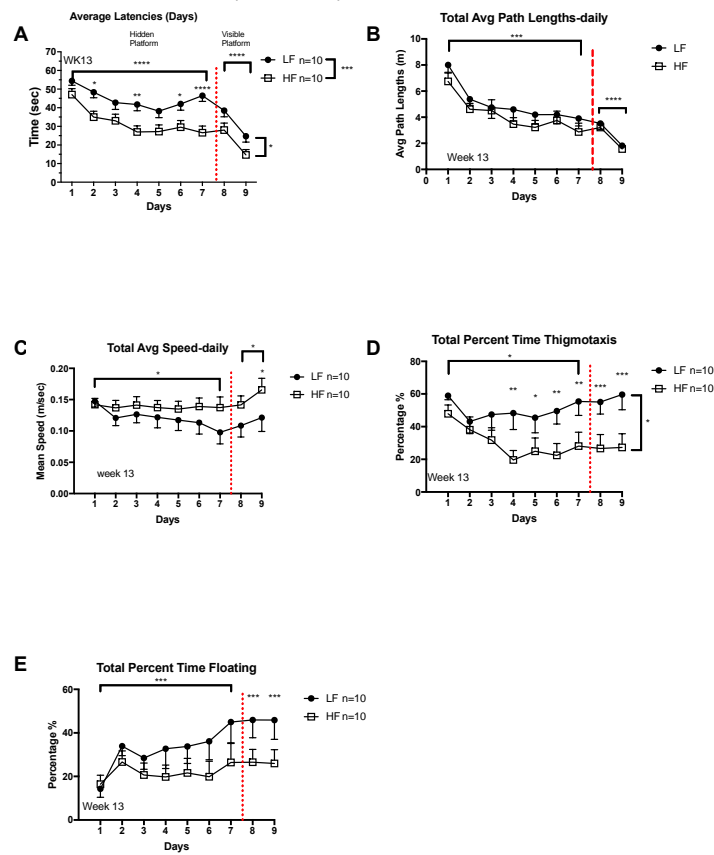 A
Average Latencies (Days)
Hidden
Platform
Visible
Platform
WK13
****
****
*
**
*
****
LF n=10
HF n=10
***
*
Time (sec)
70
60
50
40
30
20
10
0
1 2 3 4 5 6 7 8 9
Days
B
Total Avg Path Lengths-daily
***
****
LF
HF
Avg Path Lengths (m)
10
8
6
4
2
0
Week 13
0 1 2 3 4 5 6 7 8 9
Days
C
Total Avg Speed-daily
*
*
*
LF n=10
HF n=10
Mean Speed (m/sec)
0.20
0.15
0.10
0.05
0.00
week 13
1 2 3 4 5 6 7 8 9
Days
D
Total Percent Time Thigmotaxis
*
**
*
**
**
***
***
LF n=10
HF n=10
*
Percentage %
80
60
40
20
0
Week 13
1 2 3 4 5 6 7 8 9
Days
E
Total Percent Time Floating
***
***
***
LF n=10
HF n=10
Percentage %
60
40
20
0
Week 13
1 2 3 4 5 6 7 8 9
Days